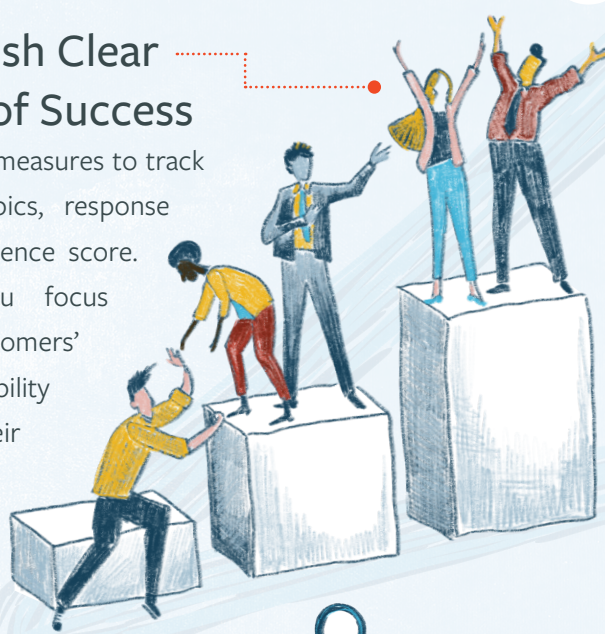 sh Clear
of Success
measures to track
pics, response
ence score.
u focus
omers'
bility
eir